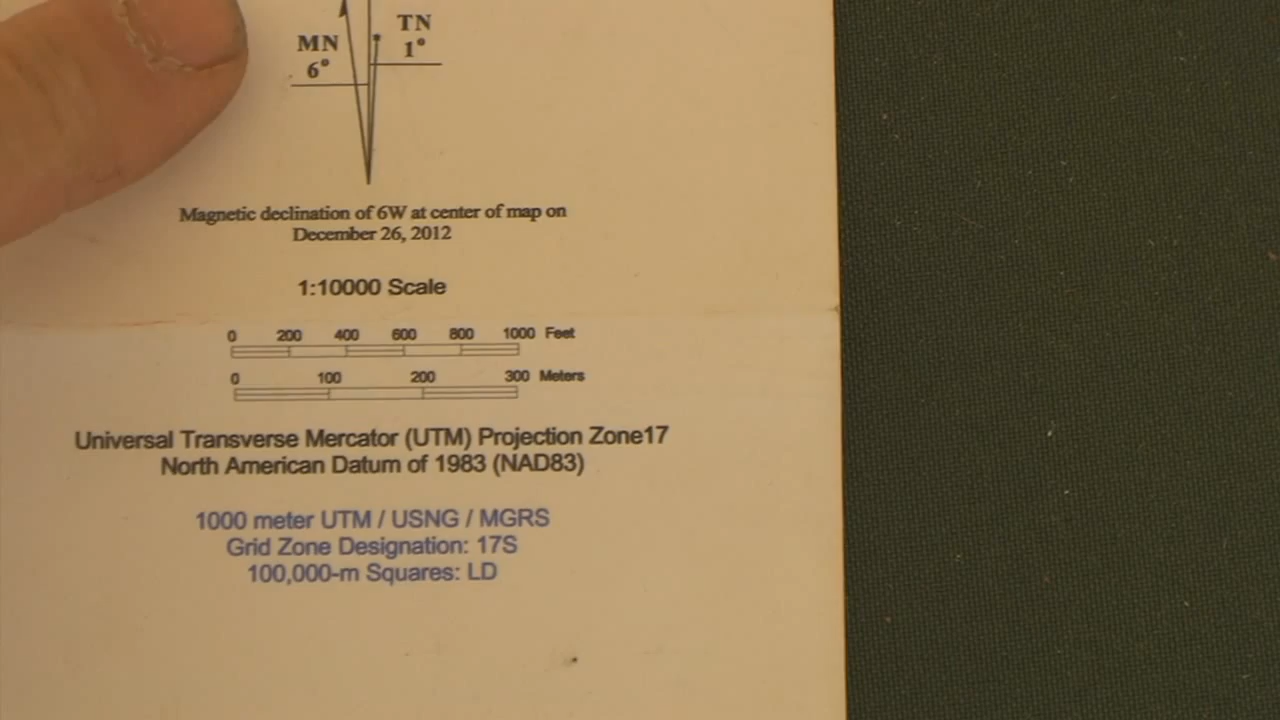 MN
6°
TN
1°
Magnetic declination of 6W at center of map on
December 26, 2012
1:10000 Scale
0 200 400 600 800 1000 Feet
0 100 200 300 Meters
Universal Transverse Mercator (UTM) Projection Zone17
North American Datum of 1983 (NAD83)
1000 meter UTM / USNG / MGRS
Grid Zone Designation: 17S
100,000-m Squares: LD